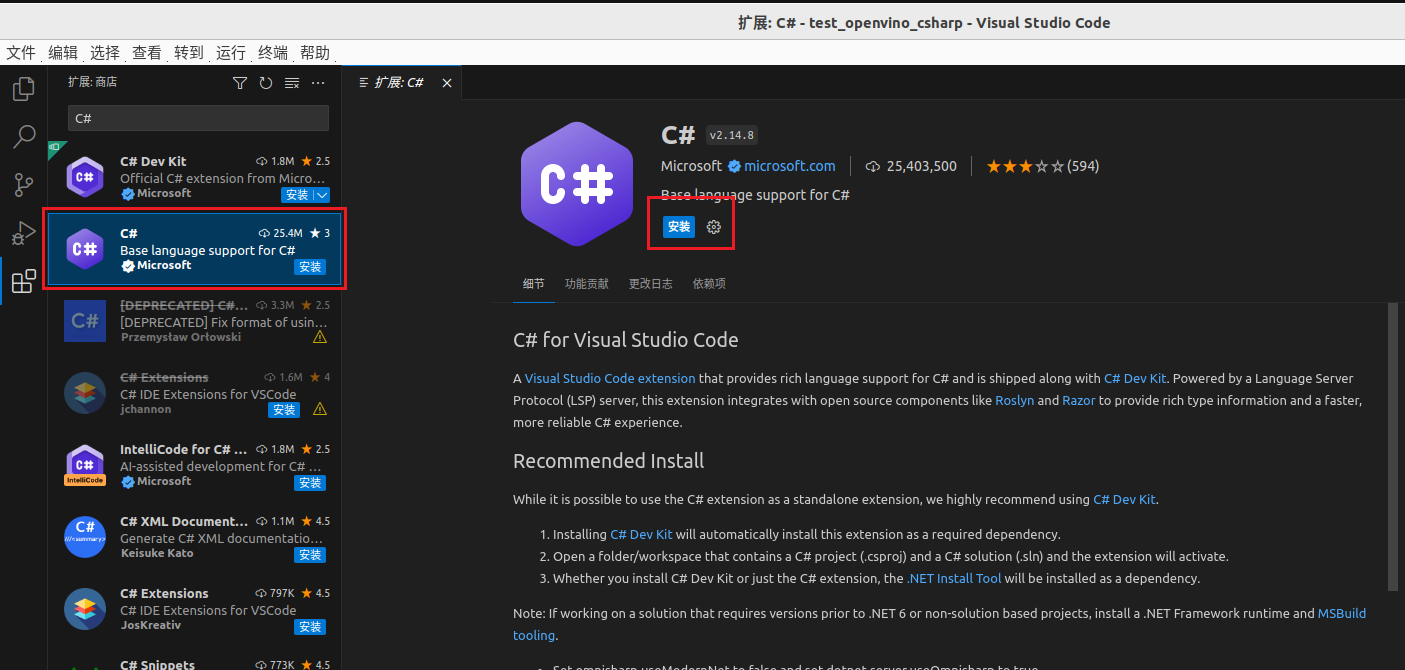 扩展: C# - test_openvino_csharp - Visual Studio Code
文件 编辑 选择 查看 转到 运行 终端 帮助
扩展: 商店
C#
C# Dev Kit 1.8M ★ 2.5
Official C# extension from Micro...
Microsoft 安装
C# 25.4M ★ 3
Base language support for C#
Microsoft 安装
[DEPRECATED] C#... 3.3M ★ 2.5
[DEPRECATED] Fix format of usin...
Przemysław Orłowski
C# Extensions 1.6M ★ 4
C# IDE Extensions for VSCode
jchannon 安装
IntelliCode for C# ... 1.8M ★ 2.5
AI-assisted development for C# ...
Microsoft 安装
C# XML Document... 1.1M ★ 4.5
Generate C# XML documentatio...
Keisuke Kato 安装
C# Extensions 797K ★ 4.5
C# IDE Extensions for VSCode
JosKreativ 安装
C# Snippets 773K ★ 4.5
扩展: C#
C#
C# v2.14.8
Microsoft microsoft.com 25,403,500 ★★★☆☆(594)
Base language support for C#
安装
细节 功能贡献 更改日志 依赖项
C# for Visual Studio Code
A Visual Studio Code extension that provides rich language support for C# and is shipped along with C# Dev Kit. Powered by a Language Server
Protocol (LSP) server, this extension integrates with open source components like Roslyn and Razor to provide rich type information and a faster,
more reliable C# experience.
Recommended Install
While it is possible to use the C# extension as a standalone extension, we highly recommend using C# Dev Kit.
1. Installing C# Dev Kit will automatically install this extension as a required dependency.
2. Open a folder/workspace that contains a C# project (.csproj) and a C# solution (.sln) and the extension will activate.
3. Whether you install C# Dev Kit or just the C# extension, the .NET Install Tool will be installed as a dependency.
Note: If working on a solution that requires versions prior to .NET 6 or non-solution based projects, install a .NET Framework runtime and MSBuild
tooling.
• Set omnisharp.useModernNet to false and set dotnet.server.useOmnisharp to true